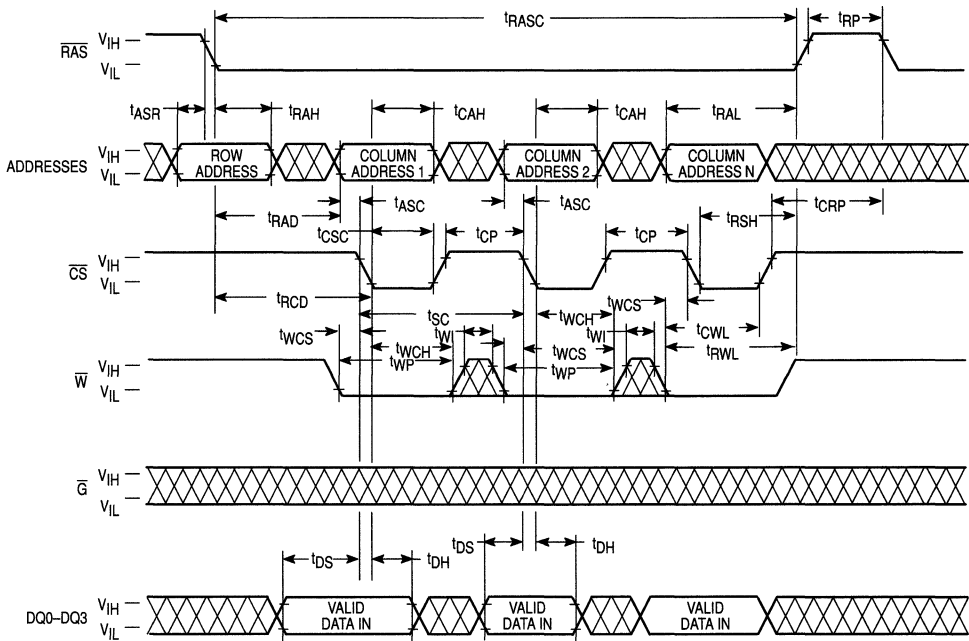 tRASC
tRP
RAS
VIH
VIL
tASR
tRAH
tCAH
tCAH
tRAL
ADDRESSES
VIH
VIL
ROW ADDRESS
COLUMN ADDRESS 1
COLUMN ADDRESS 2
COLUMN ADDRESS N
tRAD
tASC
tASC
tRSH
tCRP
tCSC
tCP
tCP
CS
VIH
VIL
tRCD
tSC
tWCH
tWCS
tCWL
tWCS
tWCH
tWI
tWCS
tWI
tRWL
tWP
tWP
W
VIH
VIL
G
VIH
VIL
tDS
tDH
tDS
tDH
DQ0–DQ3
VIH
VIL
VALID DATA IN
VALID DATA IN
VALID DATA IN